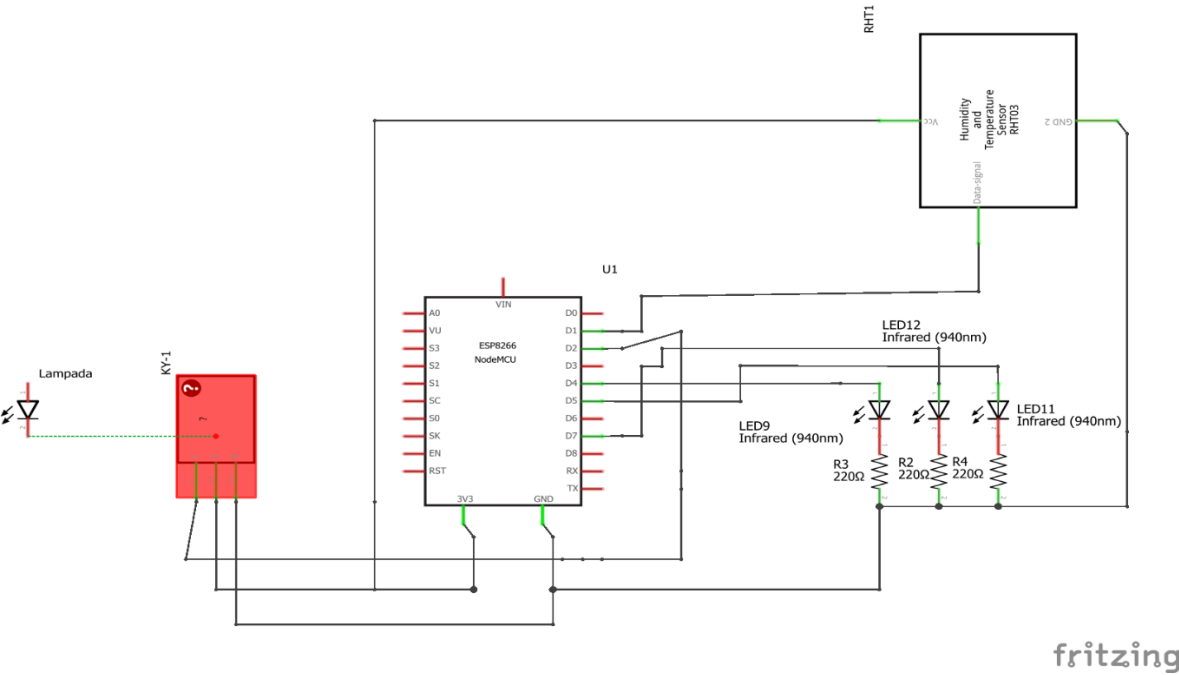 RHT1
Humidity
and
Temperature
Sensor
RHT03
Vcc
GND 2
Data-signal
U1
VIN
ESP8266
NodeMCU
A0
VU
S3
S2
S1
SC
S0
SK
EN
RST
D0
D1
D2
D3
D4
D5
D6
D7
D8
RX
TX
3V3
GND
KY-1
?
?
Lampada
1
2
LED12
Infrared (940nm)
LED9
Infrared (940nm)
LED11
Infrared (940nm)
R3
220Ω
R2
220Ω
R4
220Ω
fritzing